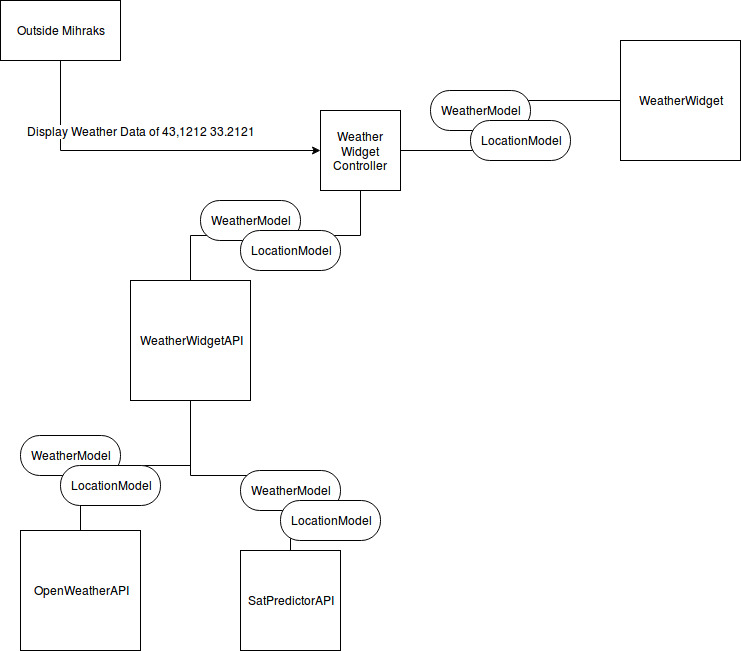 Outside Mihraks
Display Weather Data of 43,1212 33.2121
Weather
Widget
Controller
WeatherModel
LocationModel
WeatherWidget
WeatherModel
LocationModel
WeatherWidgetAPI
WeatherModel
LocationModel
WeatherModel
LocationModel
OpenWeatherAPI
SatPredictorAPI